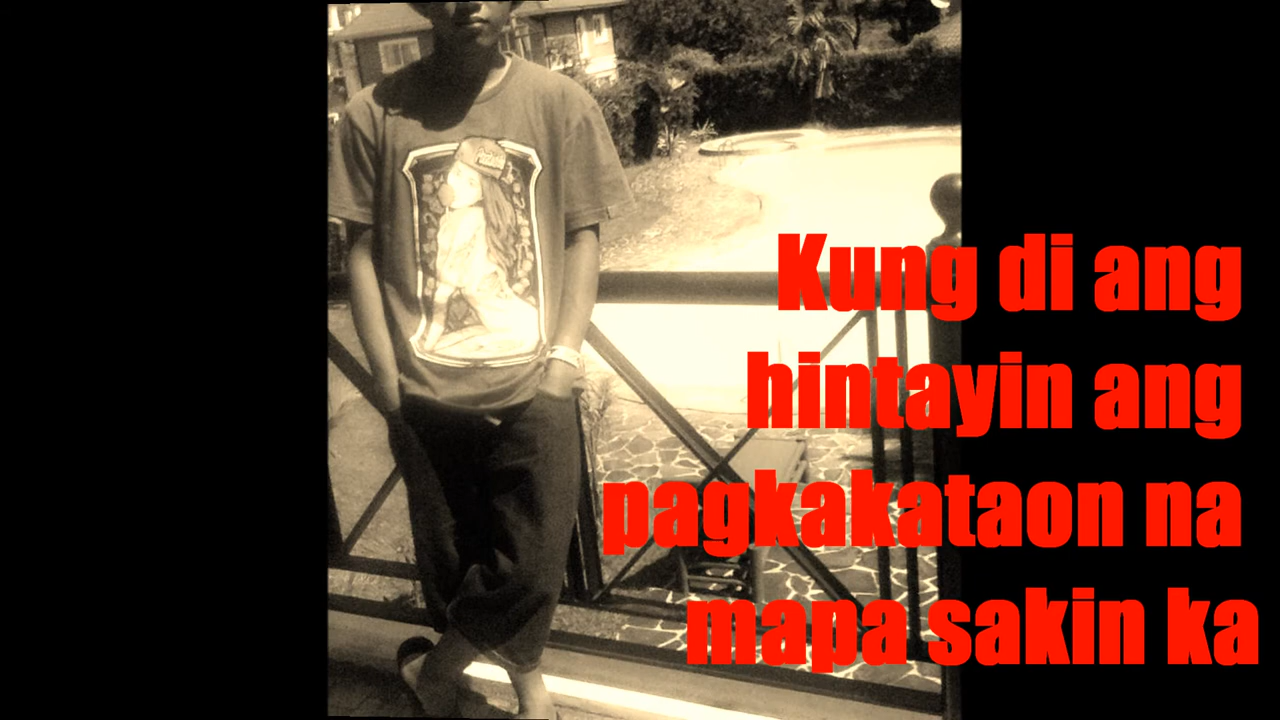 Kung di ang
hintayin ang
pagkakataon na
mapa sakin ka